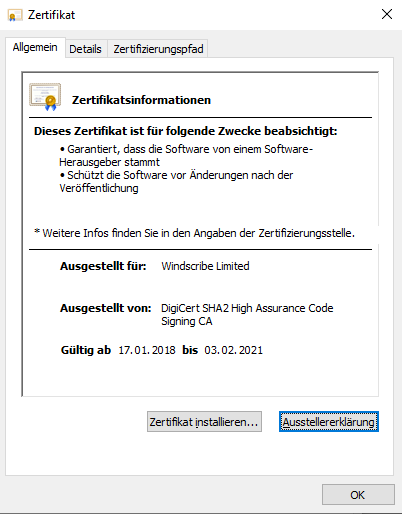 Zertifikat
Allgemein Details Zertifizierungspfad
Zertifikatsinformationen
Dieses Zertifikat ist für folgende Zwecke beabsichtigt:
• Garantiert, dass die Software von einem Software-
Herausgeber stammt
• Schützt die Software vor Änderungen nach der
Veröffentlichung
* Weitere Infos finden Sie in den Angaben der Zertifizierungsstelle.
Ausgestellt für: Windscribe Limited
Ausgestellt von: DigiCert SHA2 High Assurance Code
Signing CA
Gültig ab 17.01.2018 bis 03.02.2021
Zertifikat installieren... Ausstellererklärung
OK